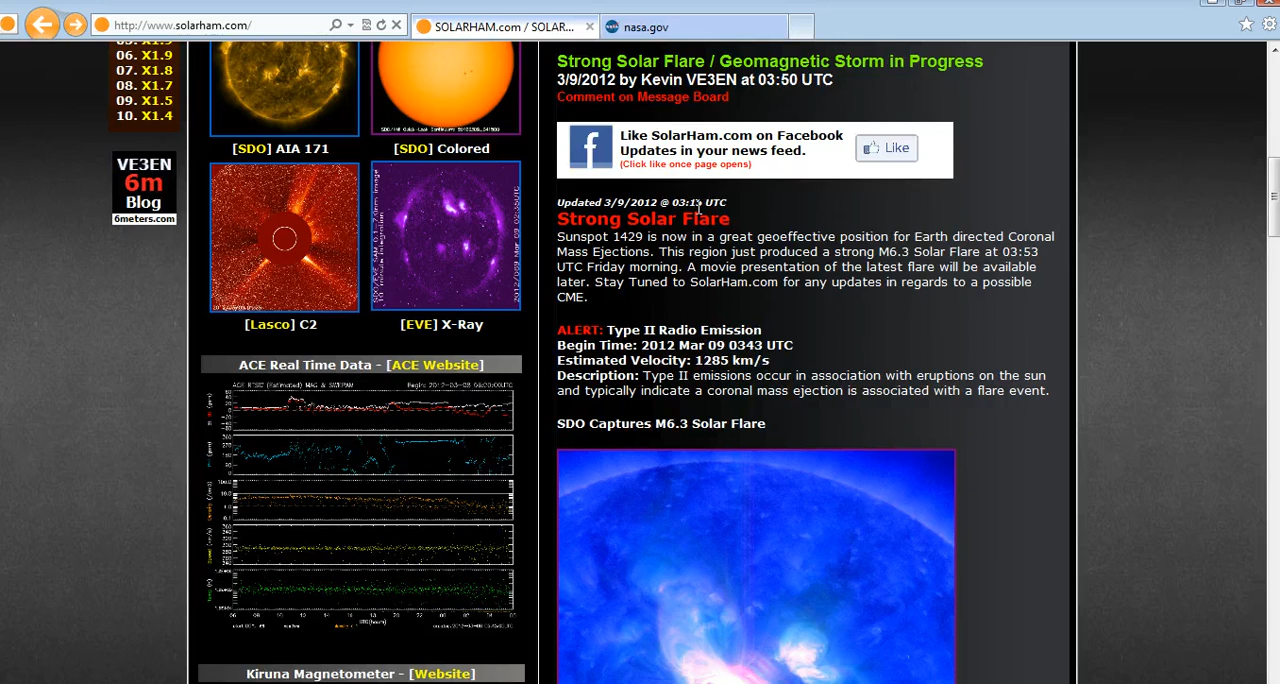 http://www.solarham.com/
SOLARHAM.com / SOLAR...
nasa.gov
06. X1.9
07. X1.8
08. X1.7
09. X1.5
10. X1.4
VE3EN
6m
Blog
6meters.com
[SDO] AIA 171
[SDO] Colored
[Lasco] C2
[EVE] X-Ray
ACE Real Time Data - [ACE Website]
Kiruna Magnetometer - [Website]
Strong Solar Flare / Geomagnetic Storm in Progress
3/9/2012 by Kevin VE3EN at 03:50 UTC
Comment on Message Board
Like SolarHam.com on Facebook
Updates in your news feed.
(Click like once page opens)
Like
Updated 3/9/2012 @ UTC
Strong Solar Flare
Sunspot 1429 is now in a great geoeffective position for Earth directed Coronal
Mass Ejections. This region just produced a strong M6.3 Solar Flare at 03:53
UTC Friday morning. A movie presentation of the latest flare will be available
later. Stay Tuned to SolarHam.com for any updates in regards to a possible
CME.
ALERT: Type II Radio Emission
Begin Time: 2012 Mar 09 0343 UTC
Estimated Velocity: 1285 km/s
Description: Type II emissions occur in association with eruptions on the sun
and typically indicate a coronal mass ejection is associated with a flare event.
SDO Captures M6.3 Solar Flare